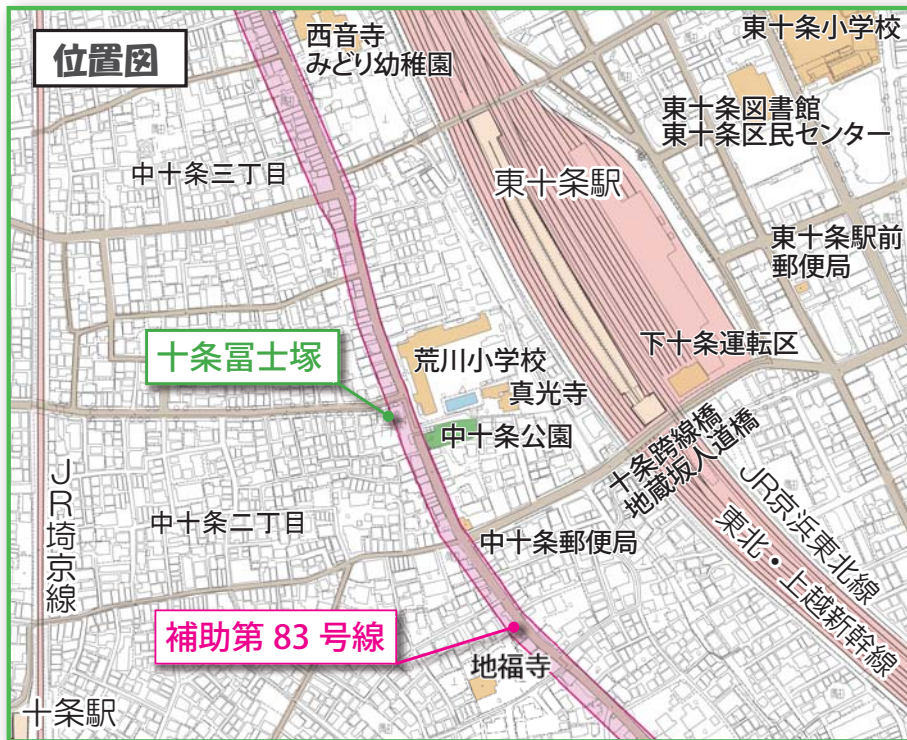 位置図
西音寺
みどり幼稚園
東十条小学校
東十条図書館
東十条区民センター
中十条三丁目
東十条駅
東十条駅前
郵便局
十条冨士塚
荒川小学校
下十条運転区
真光寺
中十条公園
十条跨線橋
地蔵坂人道橋
JR埼京線
中十条二丁目
中十条郵便局
JR京浜東北線
東北・上越新幹線
補助第 83 号線
地福寺
十条駅